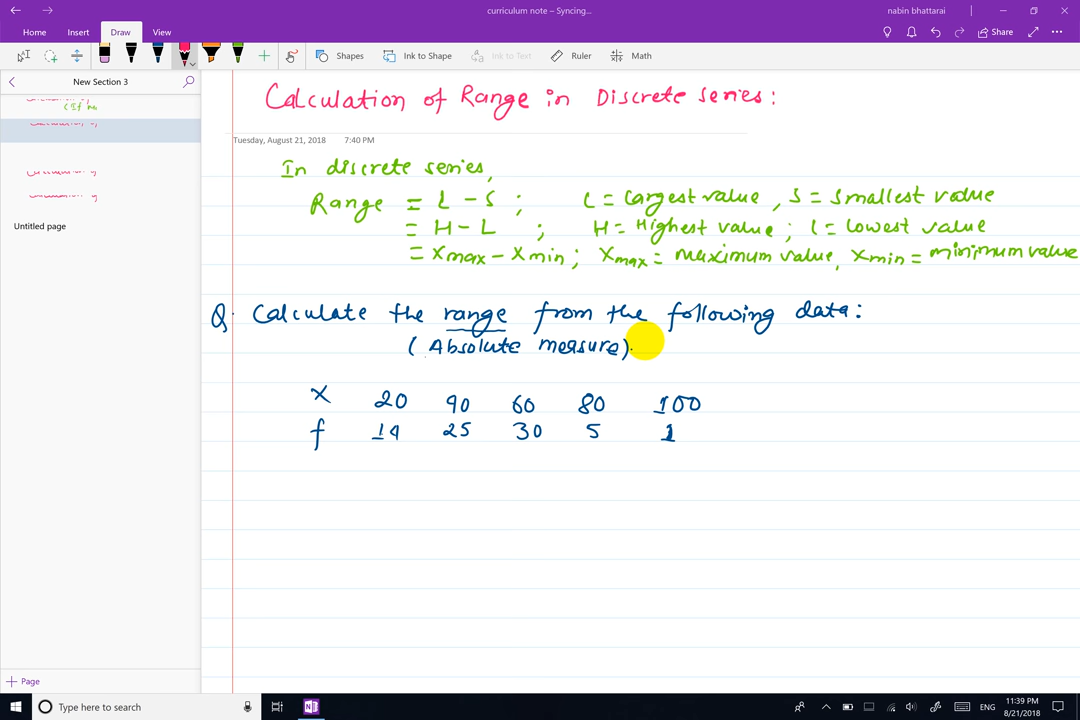 curriculum note – Syncing...
nabin bhattarai
Home Insert Draw View
Share
Shapes Ink to Shape Ink to Text Ruler Math
New Section 3
Untitled page
Page
Calculation of Range in Discrete series:
Tuesday, August 21, 2018 7:40 PM
In discrete series,
Range = L - S ; L = Largest value, S = Smallest value
= H - L ; H = Highest value; L = Lowest value
= Xmax - Xmin; Xmax = maximum value, Xmin = minimum value
Q. Calculate the range from the following data:
(Absolute measure).
X 20 90 60 80 100
f 14 25 30 5 1
Type here to search
ENG
11:39 PM
8/21/2018